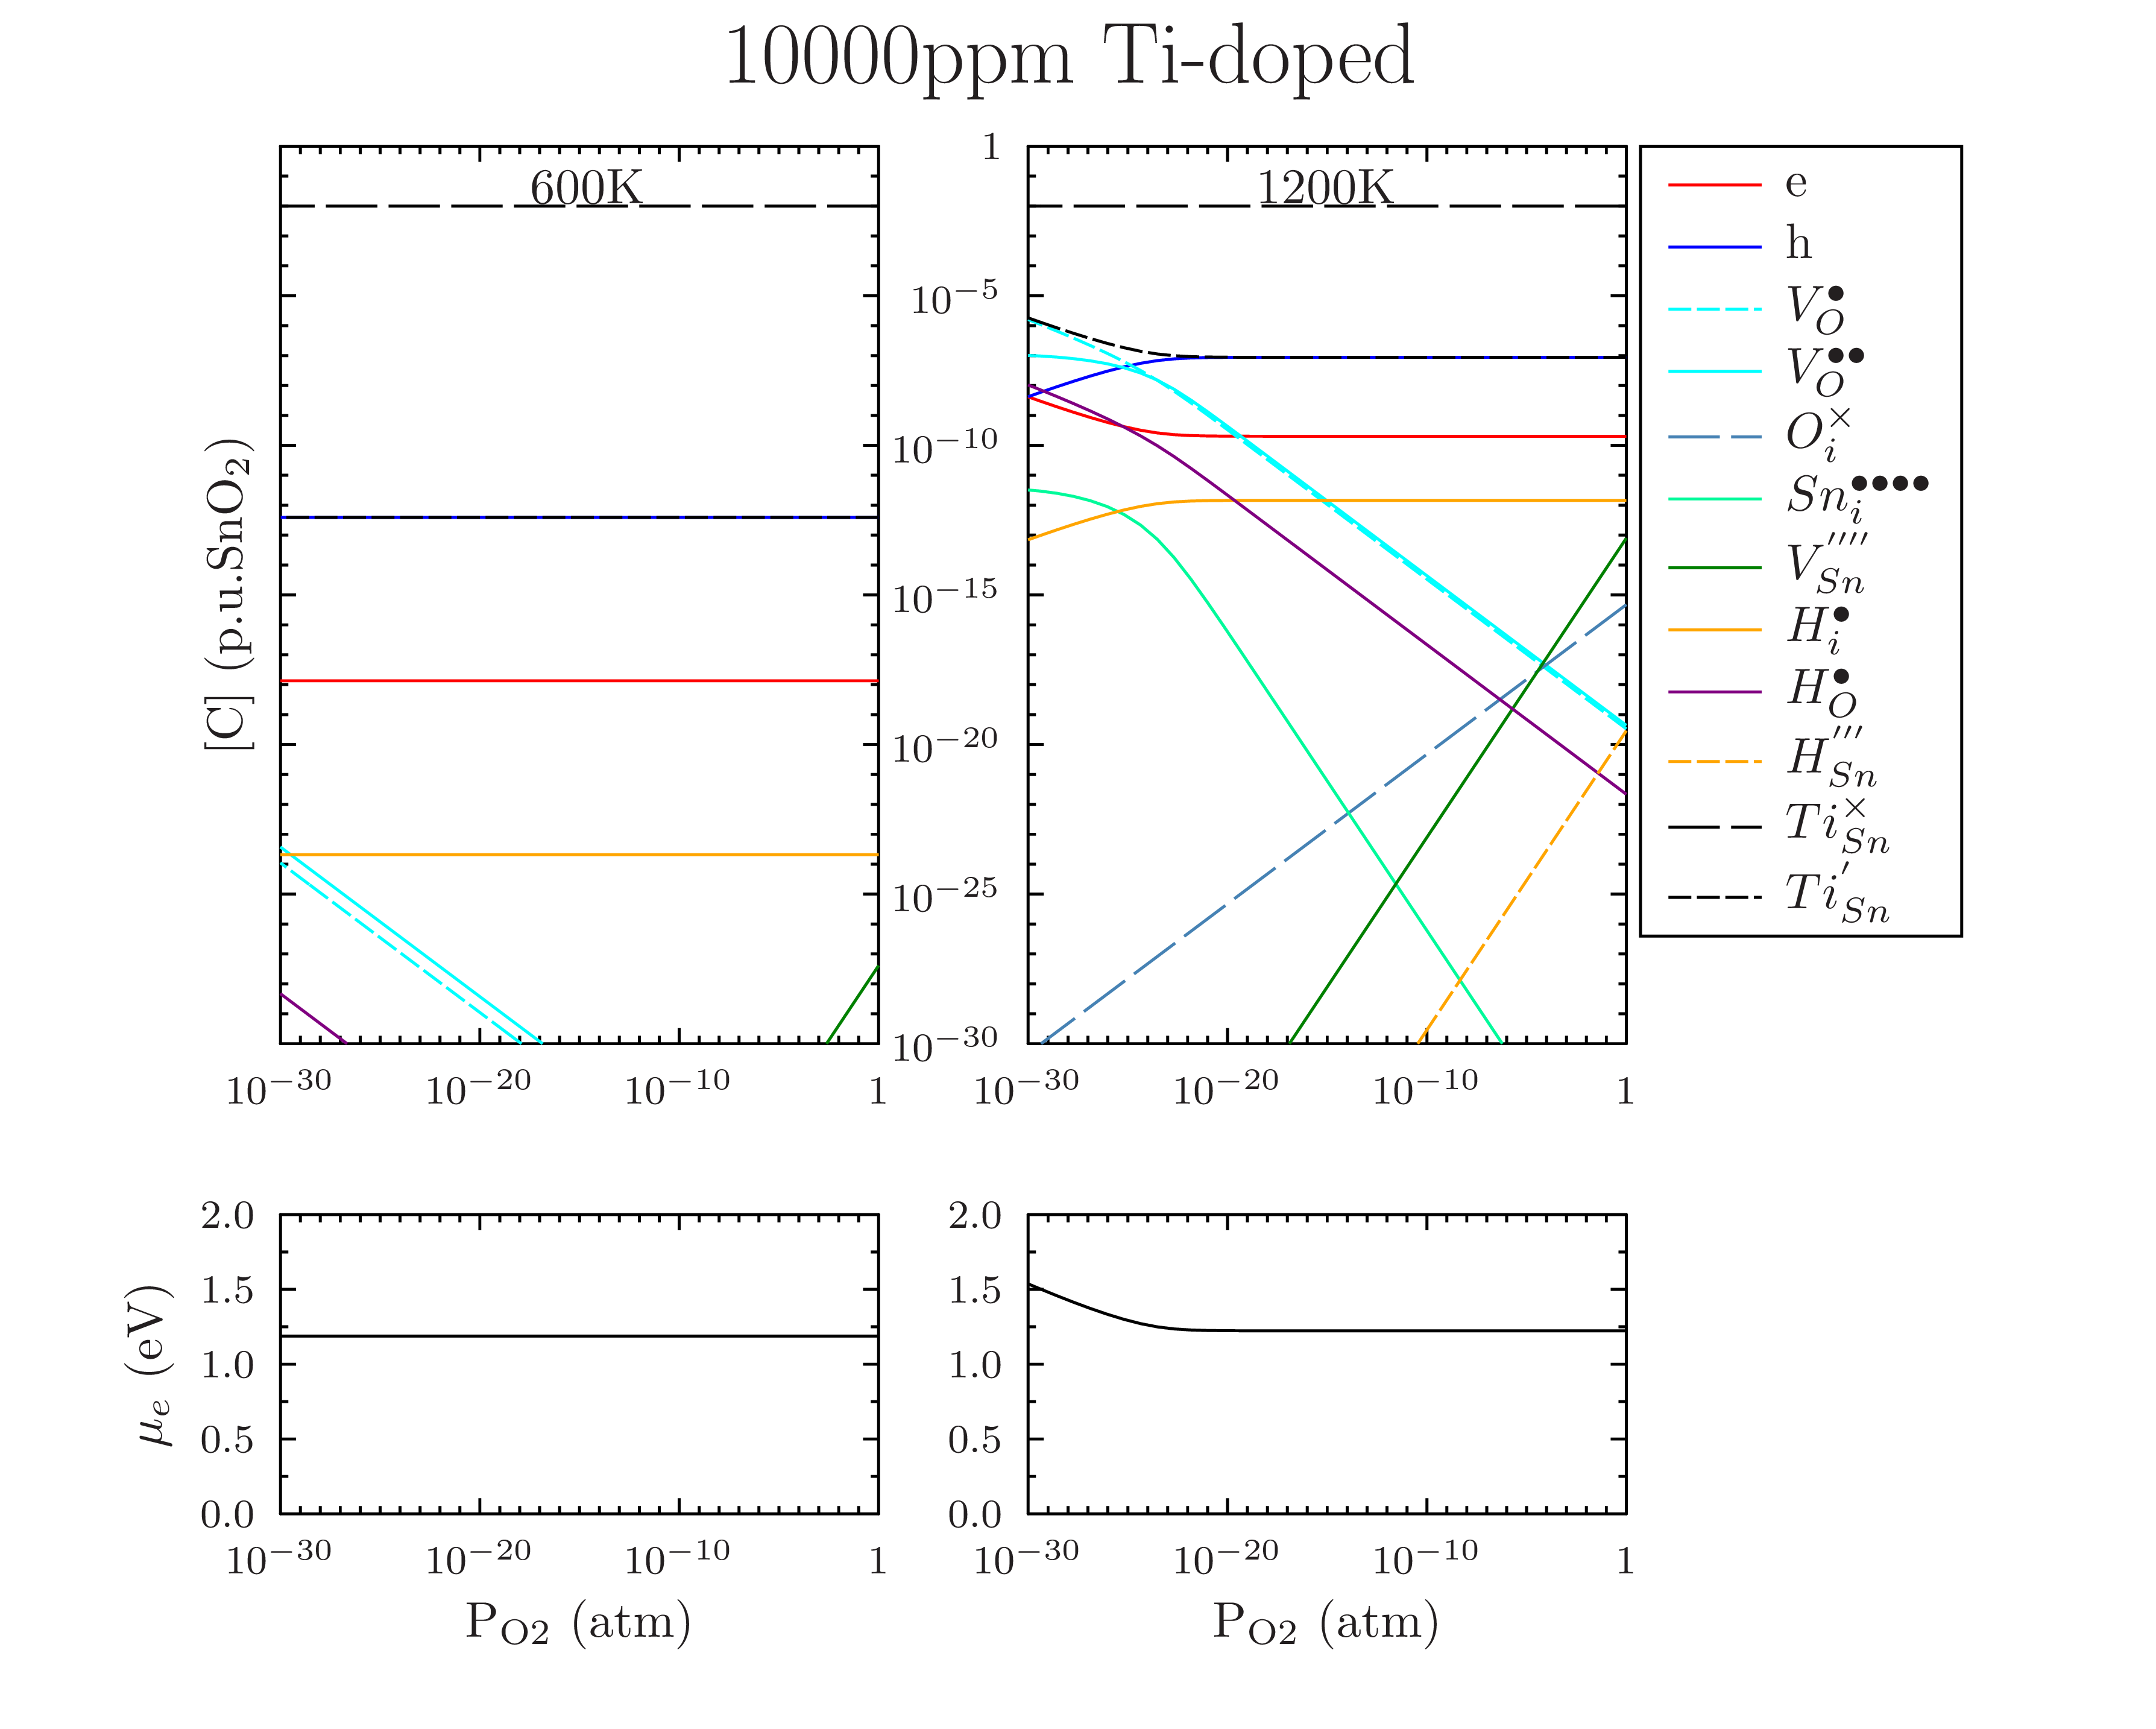 10000ppm Ti-doped
600K
1200K
[C] (p.u.SnO₂)
1
10⁻⁵
10⁻¹⁰
10⁻¹⁵
10⁻²⁰
10⁻²⁵
10⁻³⁰
10⁻³⁰ 10⁻²⁰ 10⁻¹⁰ 1
10⁻³⁰ 10⁻²⁰ 10⁻¹⁰ 1
e
h
V_O^•
V_O^••
O_i^×
Sn_i^••••
V_Sn^''''
H_i^•
H_O^•
H_Sn^'''
Ti_Sn^×
Ti_Sn^'
μₑ (eV)
2.0
1.5
1.0
0.5
0.0
10⁻³⁰ 10⁻²⁰ 10⁻¹⁰ 1
P_O2 (atm)
2.0
1.5
1.0
0.5
0.0
10⁻³⁰ 10⁻²⁰ 10⁻¹⁰ 1
P_O2 (atm)